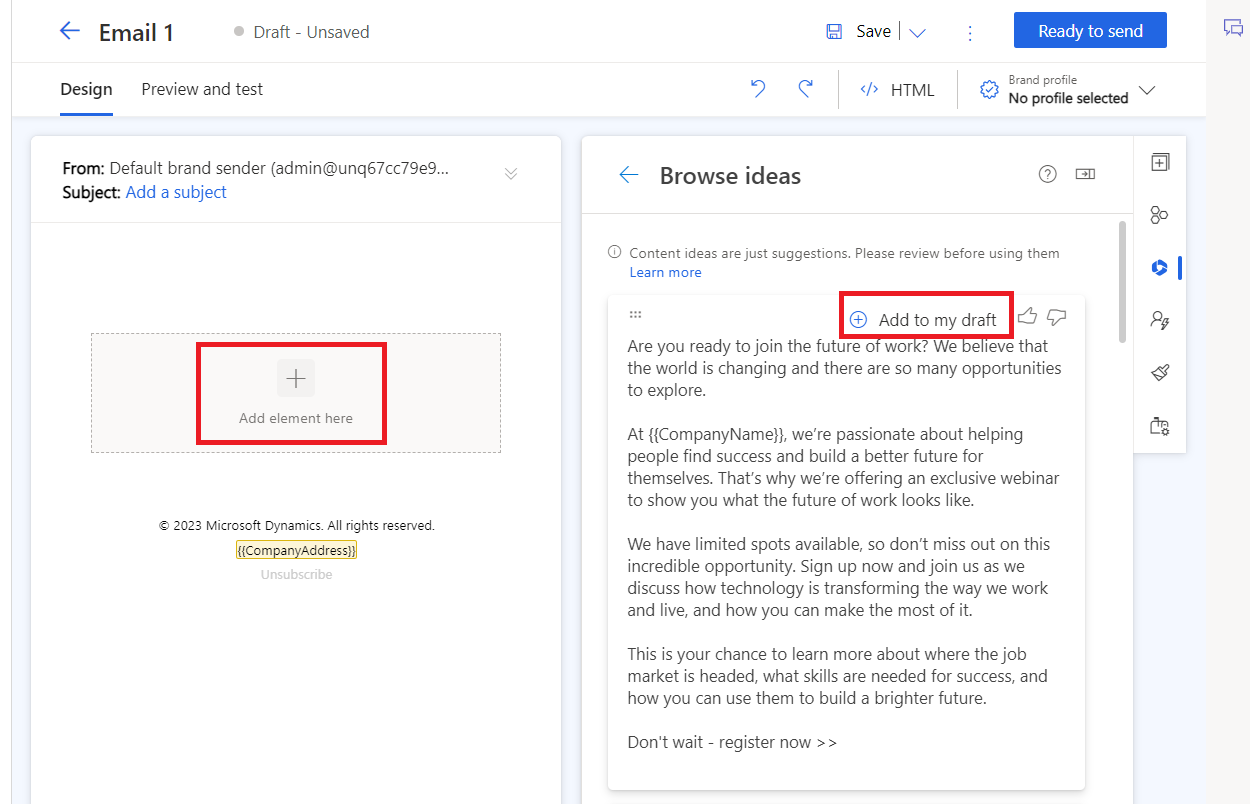 Email 1
Draft - Unsaved
Save
Ready to send
Design
Preview and test
HTML
Brand profile
No profile selected
From: Default brand sender (admin@unq67cc79e9...
Subject: Add a subject
Add element here
© 2023 Microsoft Dynamics. All rights reserved.
{{CompanyAddress}}
Unsubscribe
Browse ideas
Content ideas are just suggestions. Please review before using them
Learn more
Add to my draft
Are you ready to join the future of work? We believe that
the world is changing and there are so many opportunities
to explore.
At {{CompanyName}}, we’re passionate about helping
people find success and build a better future for
themselves. That’s why we’re offering an exclusive webinar
to show you what the future of work looks like.
We have limited spots available, so don’t miss out on this
incredible opportunity. Sign up now and join us as we
discuss how technology is transforming the way we work
and live, and how you can make the most of it.
This is your chance to learn more about where the job
market is headed, what skills are needed for success, and
how you can use them to build a brighter future.
Don't wait - register now >>